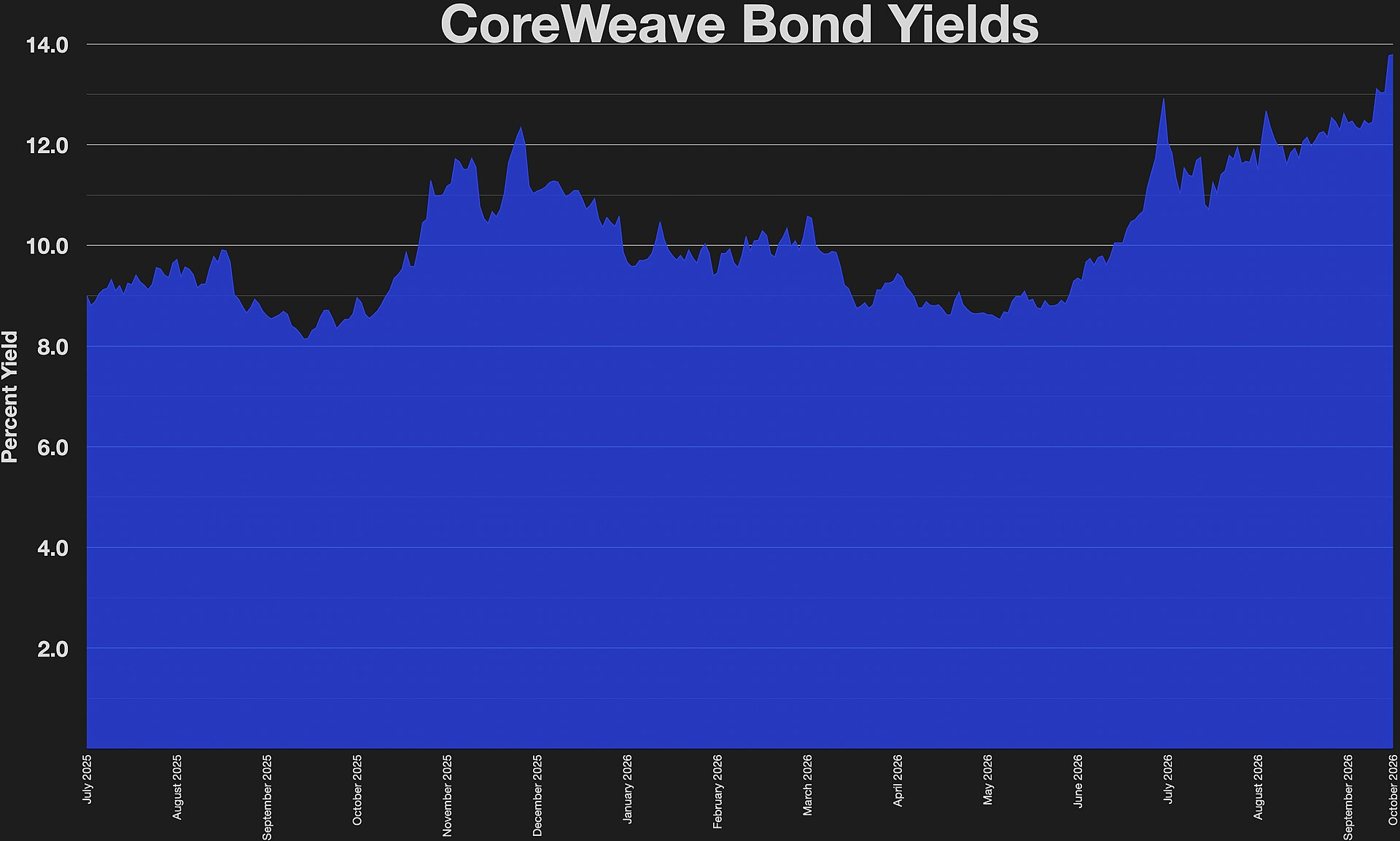 CoreWeave Bond Yields
14.0
12.0
10.0
8.0
6.0
4.0
2.0
Percent Yield
July 2025
August 2025
September 2025
October 2025
November 2025
December 2025
January 2026
February 2026
March 2026
April 2026
May 2026
June 2026
July 2026
August 2026
September 2026
October 2026